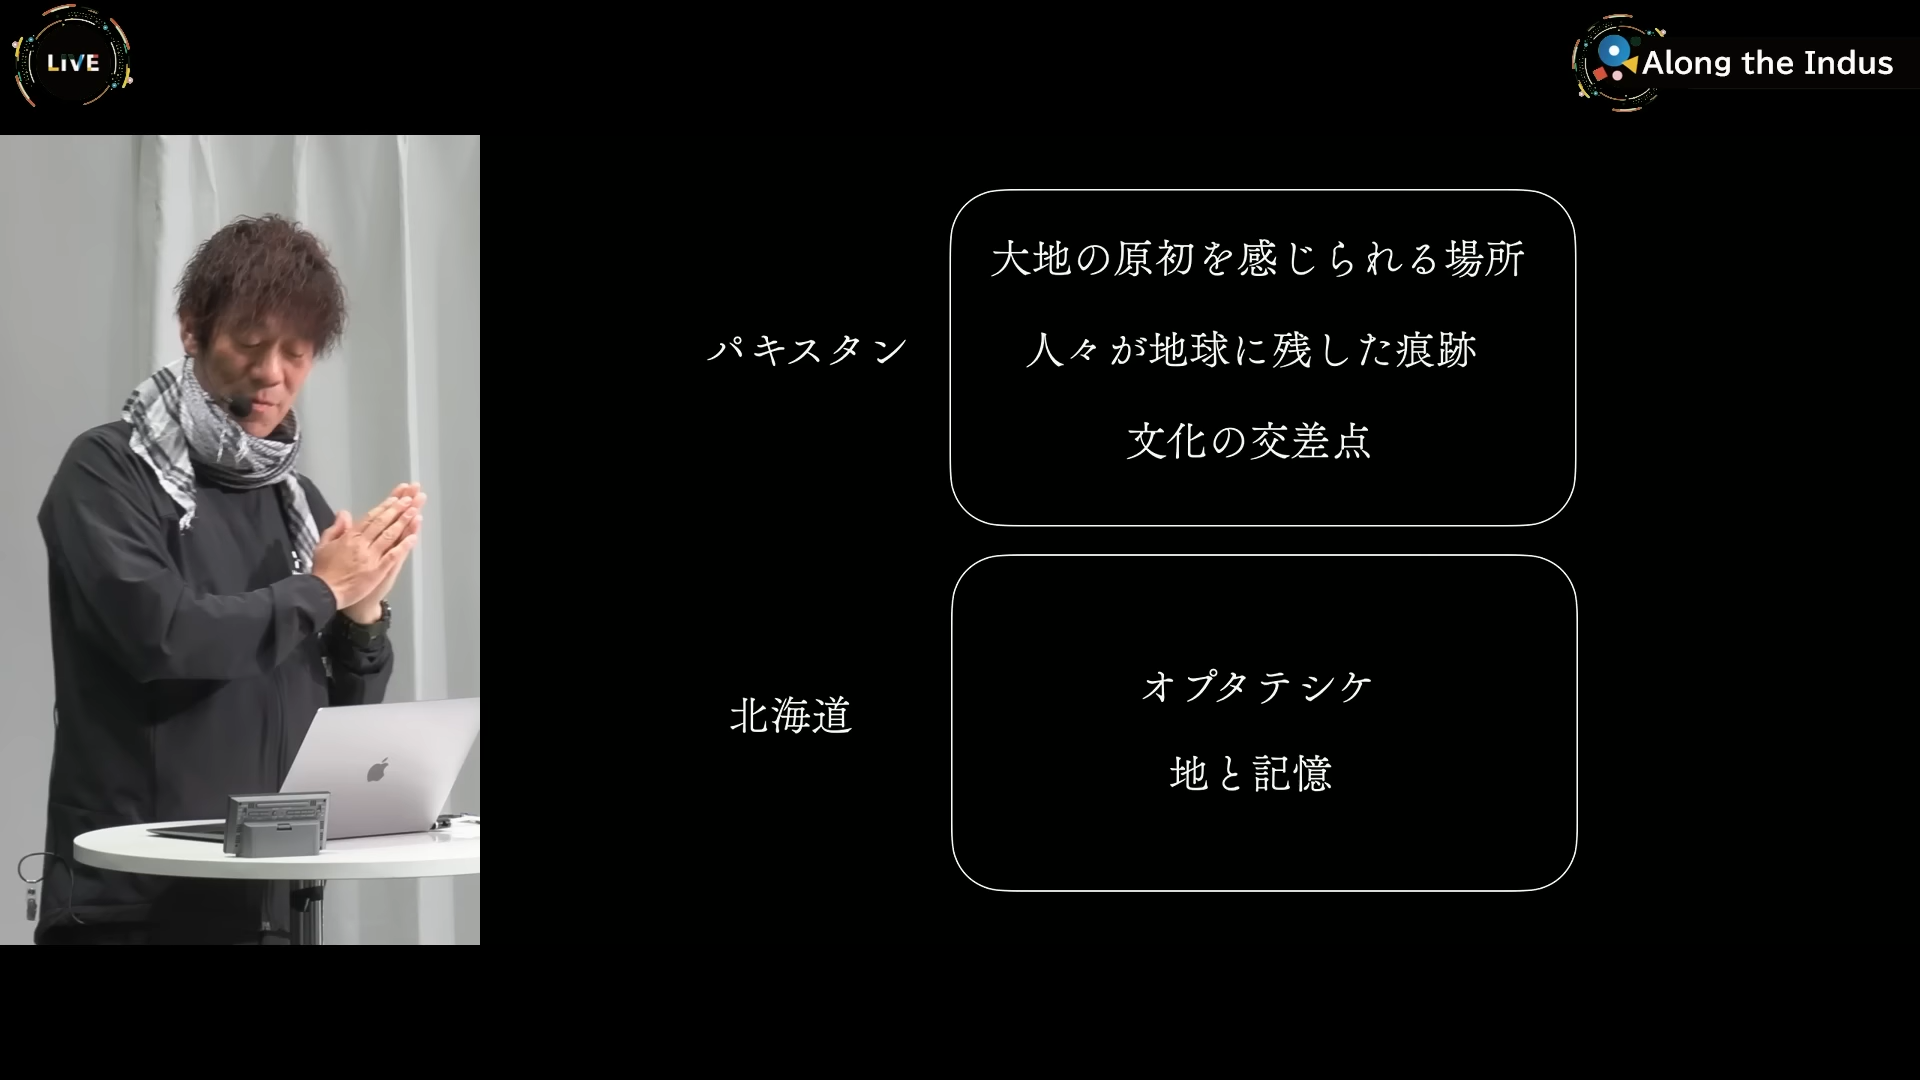 LiVE
Along the Indus
パキスタン
大地の原初を感じられる場所
人々が地球に残した痕跡
文化の交差点
北海道
オプタテシケ
地と記憶